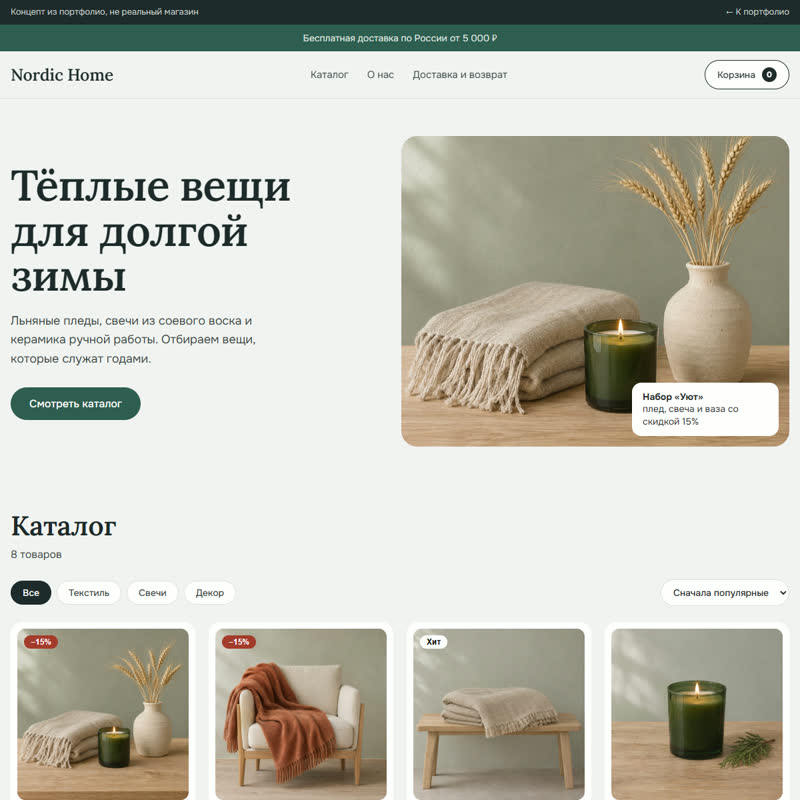 Концепт из портфолио, не реальный магазин
← К портфолио
Бесплатная доставка по России от 5 000 ₽
Nordic Home
Каталог
О нас
Доставка и возврат
Корзина 0
Тёплые вещи
для долгой
зимы
Льняные пледы, свечи из соевого воска и
керамика ручной работы. Отбираем вещи,
которые служат годами.
Смотреть каталог
Набор «Уют»
плед, свеча и ваза со
скидкой 15%
Каталог
8 товаров
Все
Текстиль
Свечи
Декор
Сначала популярные
−15%
−15%
Хит